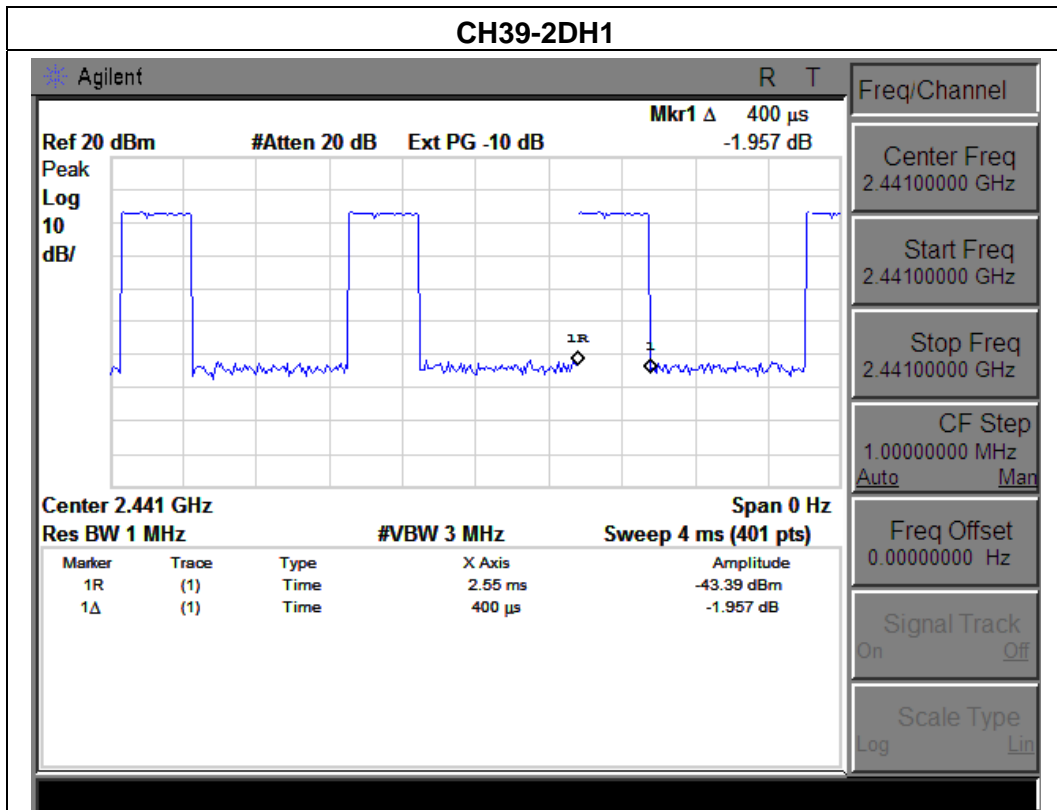 CH39-2DH1
Agilent R T
Mkr1 Δ 400 µs
Ref 20 dBm #Atten 20 dB Ext PG -10 dB -1.957 dB
Peak
Log
10
dB/
1R
1
Center 2.441 GHz Span 0 Hz
Res BW 1 MHz #VBW 3 MHz Sweep 4 ms (401 pts)
Marker Trace Type X Axis Amplitude
1R (1) Time 2.55 ms -43.39 dBm
1Δ (1) Time 400 µs -1.957 dB
Freq/Channel
Center Freq
2.44100000 GHz
Start Freq
2.44100000 GHz
Stop Freq
2.44100000 GHz
CF Step
1.00000000 MHz
Auto Man
Freq Offset
0.00000000 Hz
Signal Track
On Off
Scale Type
Log Lin